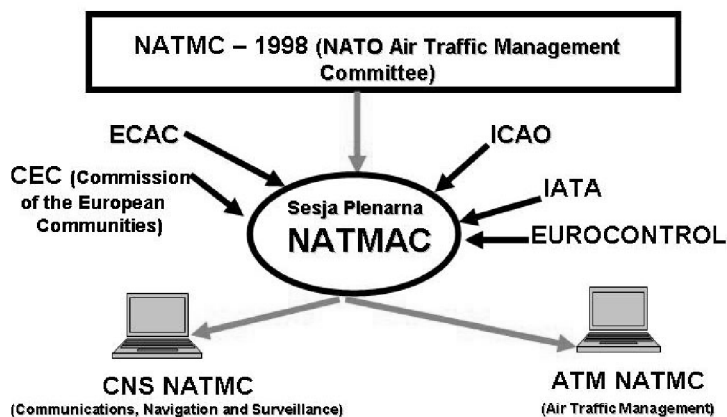 NATMC – 1998 (NATO Air Traffic Management
Committee)
ECAC
ICAO
CEC (Commission
of the European
Communities)
IATA
Sesja Plenarna
NATMAC
EUROCONTROL
CNS NATMC
(Communications, Navigation and Surveillance)
ATM NATMC
(Air Traffic Management)